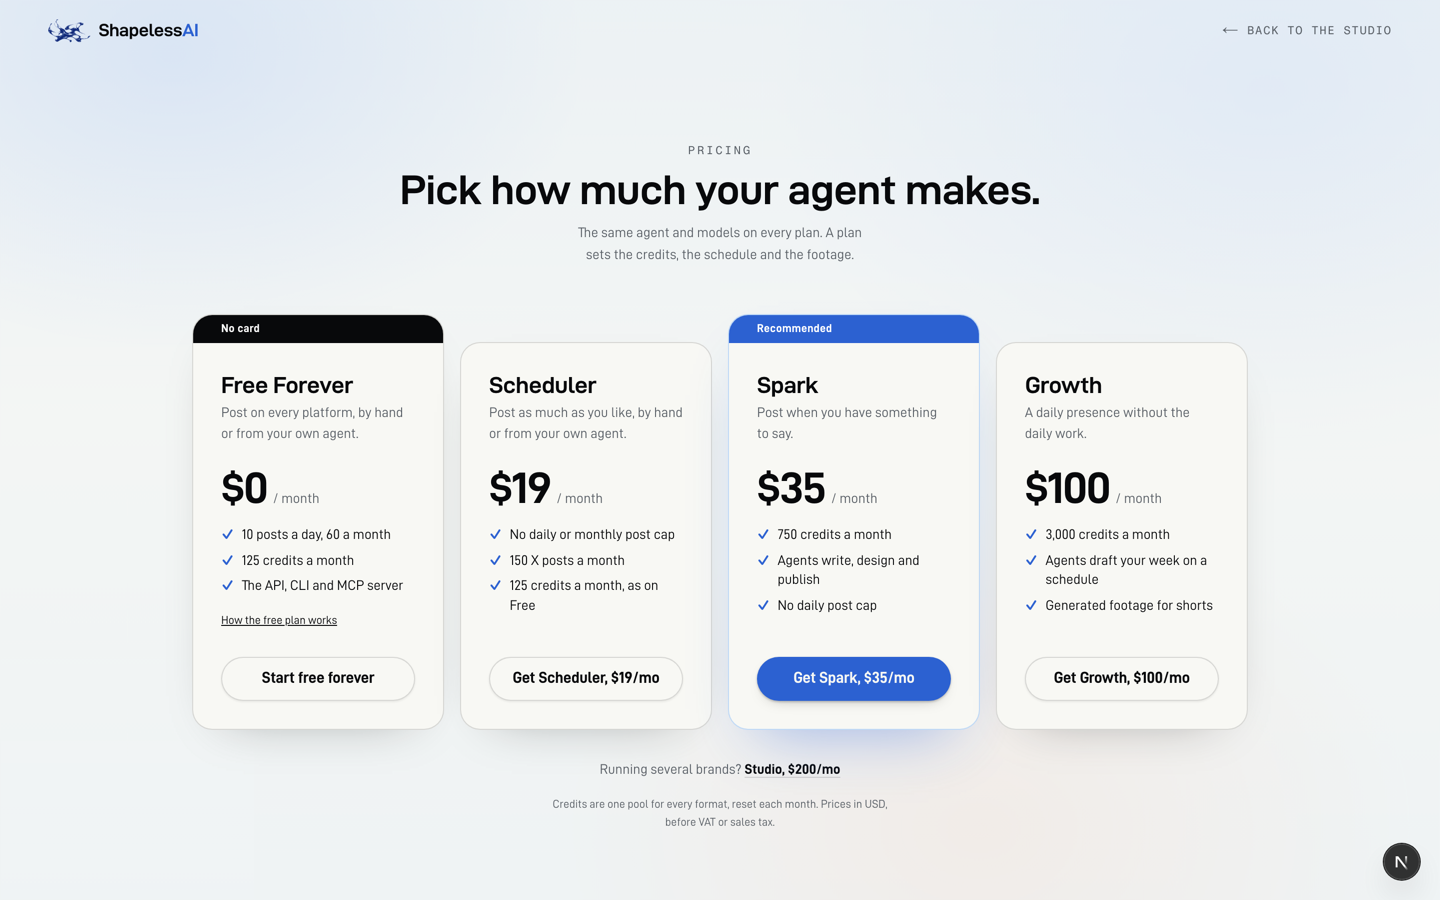 ShapelessAI
← BACK TO THE STUDIO
PRICING
Pick how much your agent makes.
The same agent and models on every plan. A plan
sets the credits, the schedule and the footage.
No card
Free Forever
Post on every platform, by hand
or from your own agent.
$0 / month
10 posts a day, 60 a month
125 credits a month
The API, CLI and MCP server
How the free plan works
Start free forever
Scheduler
Post as much as you like, by hand
or from your own agent.
$19 / month
No daily or monthly post cap
150 X posts a month
125 credits a month, as on
Free
Get Scheduler, $19/mo
Recommended
Spark
Post when you have something
to say.
$35 / month
750 credits a month
Agents write, design and
publish
No daily post cap
Get Spark, $35/mo
Growth
A daily presence without the
daily work.
$100 / month
3,000 credits a month
Agents draft your week on a
schedule
Generated footage for shorts
Get Growth, $100/mo
Running several brands? Studio, $200/mo
Credits are one pool for every format, reset each month. Prices in USD,
before VAT or sales tax.
N